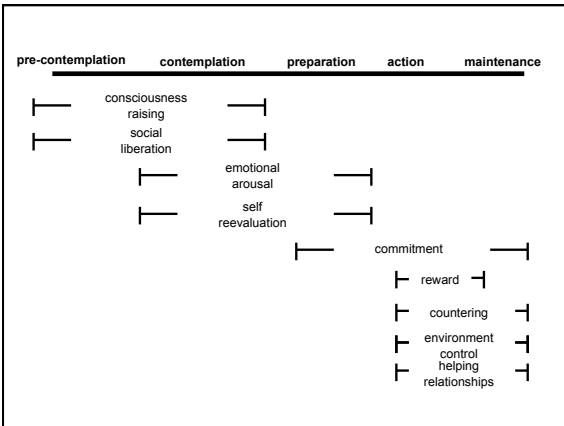 pre-contemplation contemplation preparation action maintenance
consciousness
raising
social
liberation
emotional
arousal
self
reevaluation
commitment
reward
countering
environment
control
helping
relationships